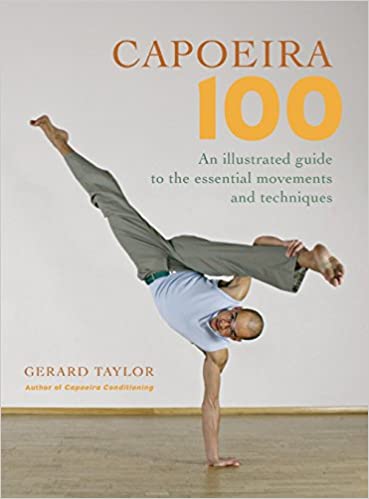 CAPOEIRA
100
An illustrated guide
to the essential movements
and techniques
GERARD TAYLOR
Author of Capoeira Conditioning